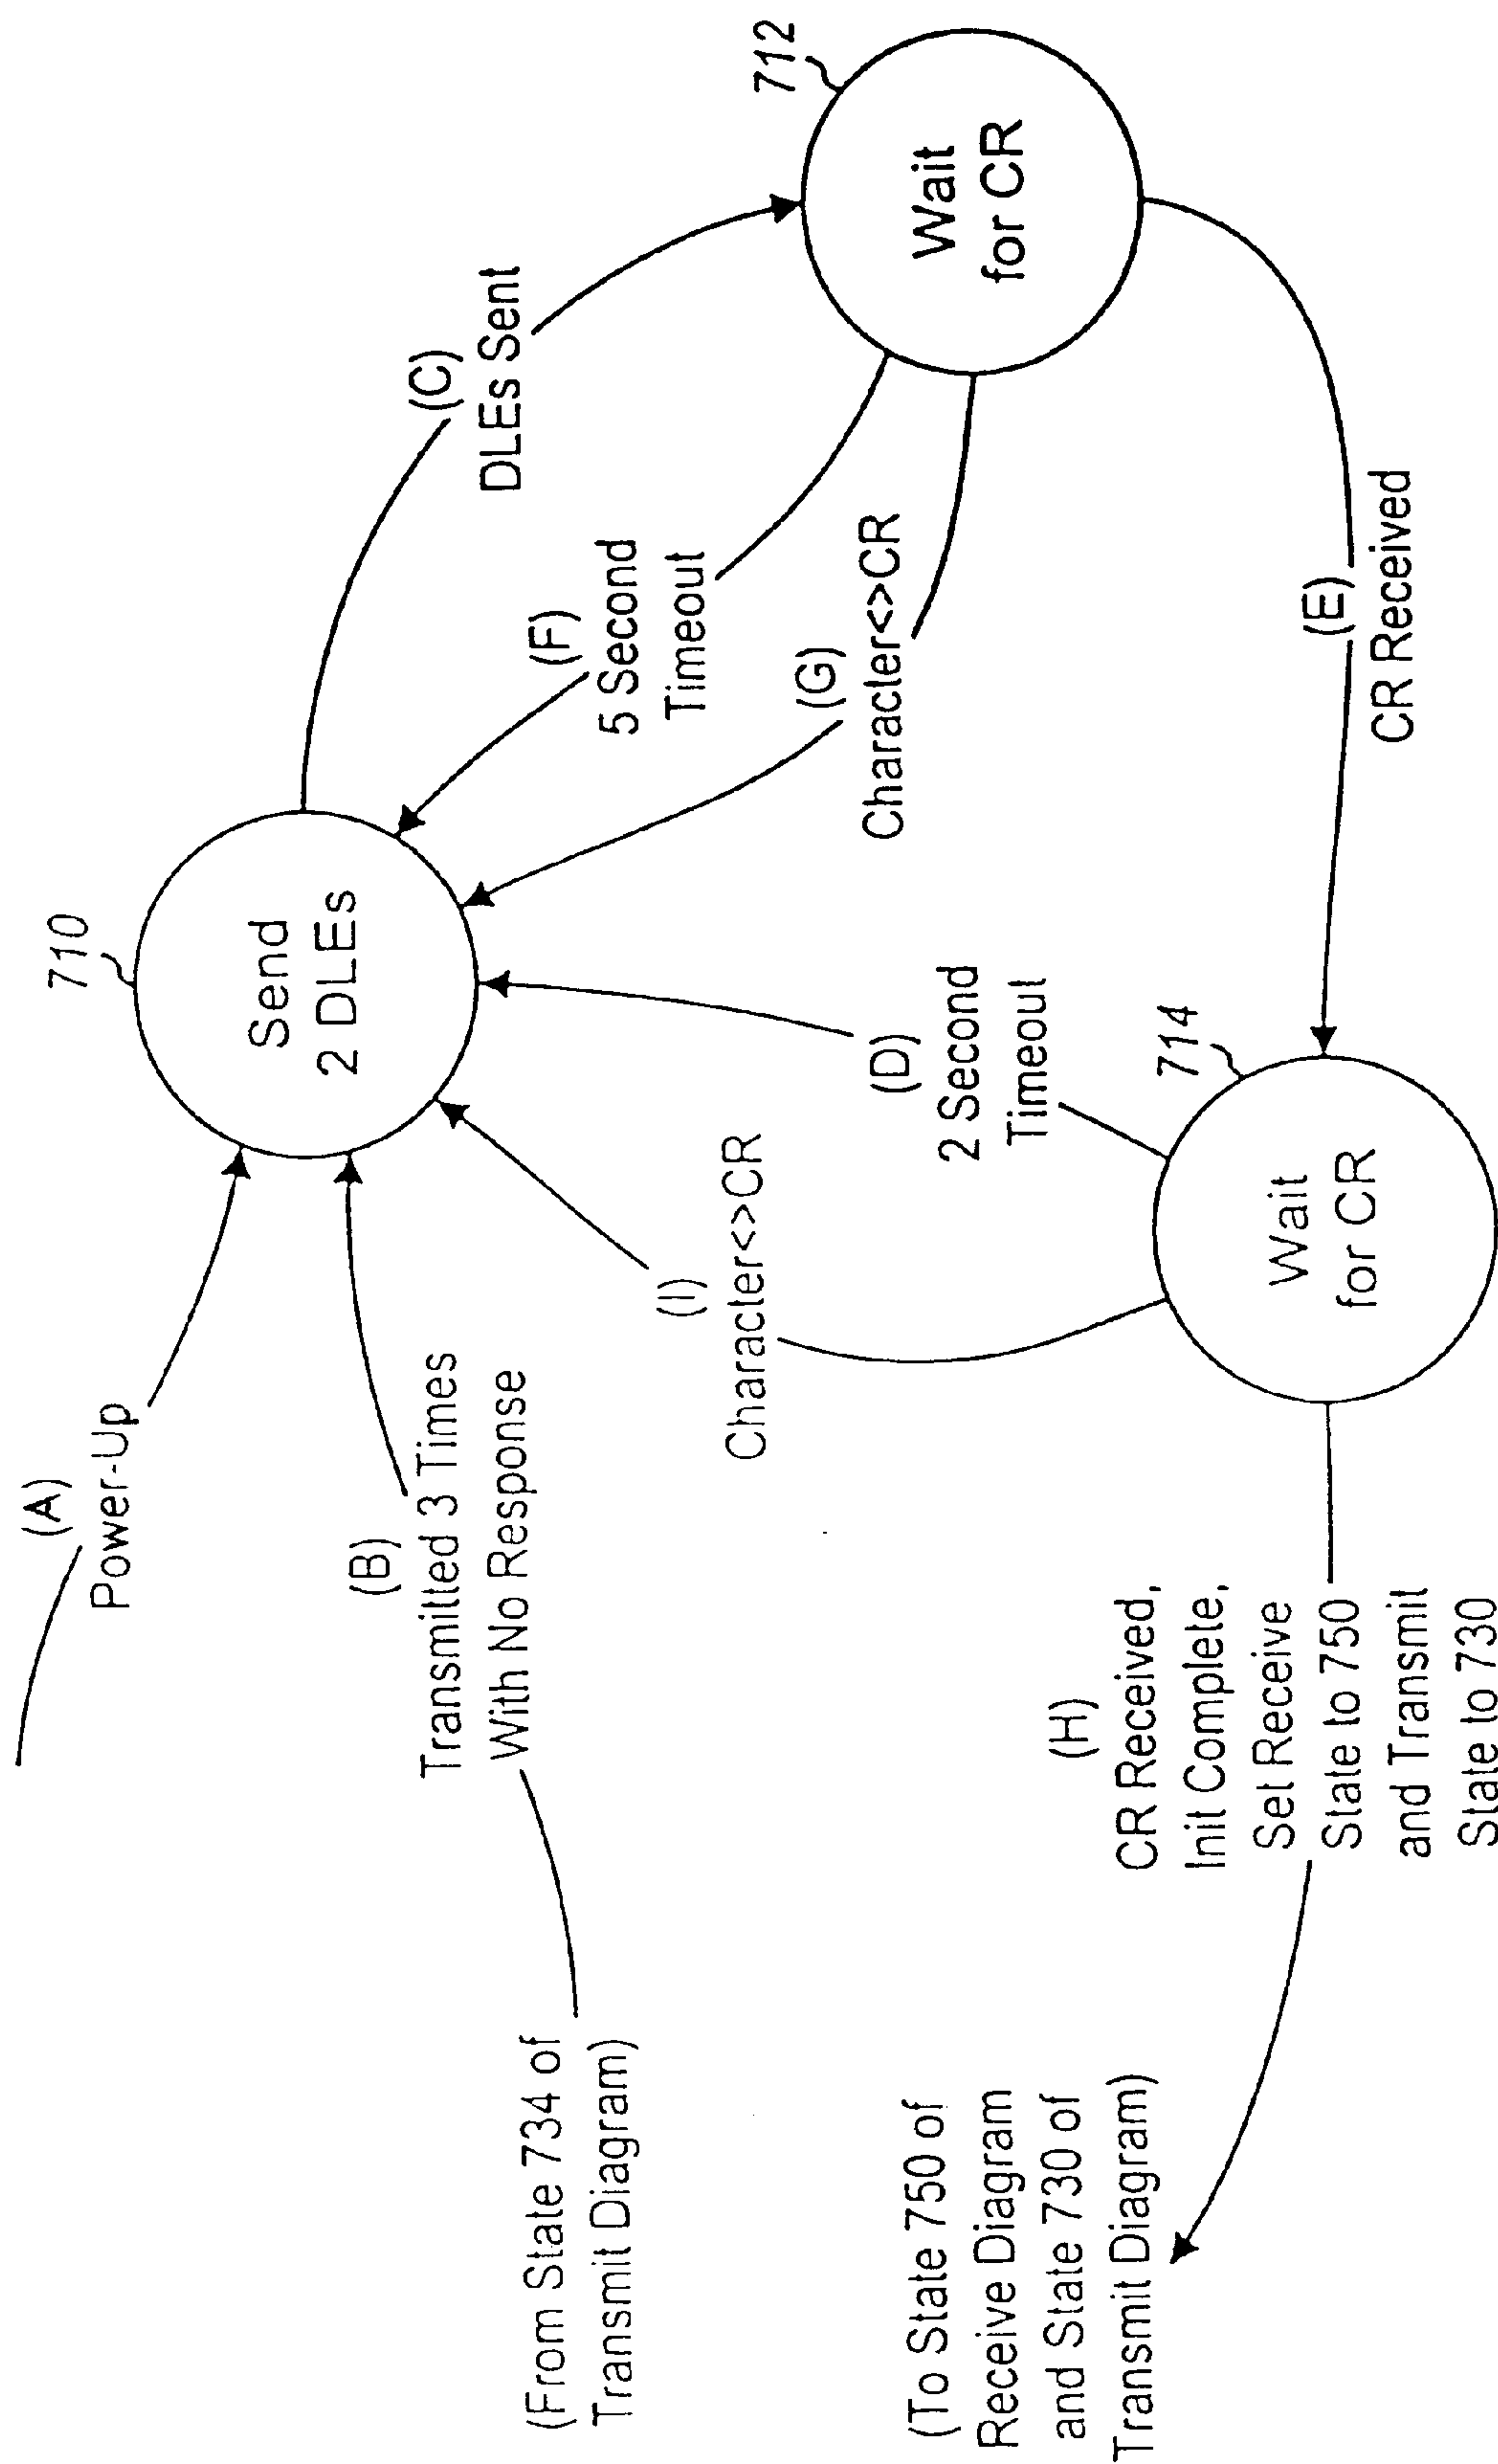 (A)
Power-Up
710
Send
2 DLEs
(B)
Transmitted 3 Times
With No Response
(From State 734 of
Transmit Diagram)
(C)
DLEs Sent
712
Wait
for CR
(F)
5 Second
Timeout
(G)
Character<>CR
(D)
2 Second
Timeout
(I)
Character<>CR
714
Wait
for CR
(E)
CR Received
(H)
CR Received,
Init Complete,
Set Receive
State to 750
and Transmit
State to 730
(To State 750 of
Receive Diagram
and State 730 of
Transmit Diagram)